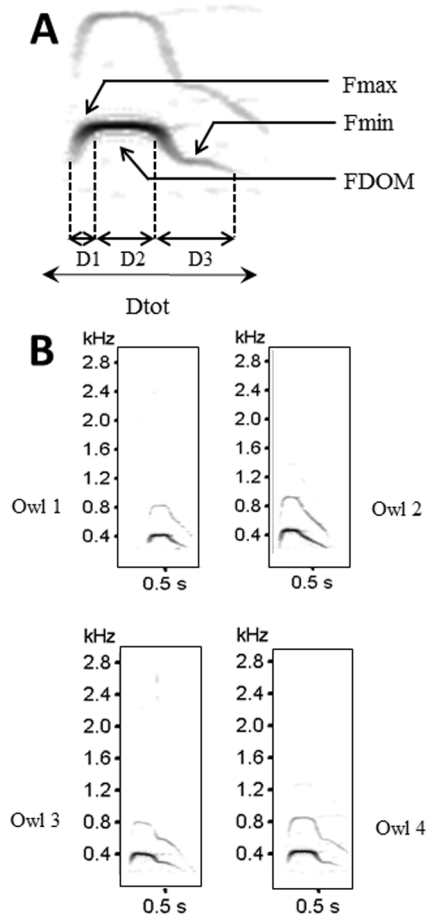 A
Fmax
Fmin
FDOM
D1 D2 D3
Dtot
B
kHz kHz
2.8 2.8
2.4 2.4
2.0 2.0
1.6 1.6
1.2 1.2
Owl 1 0.8 0.8 Owl 2
0.4 0.4
0.5 s 0.5 s
kHz kHz
2.8 2.8
2.4 2.4
2.0 2.0
1.6 1.6
1.2 1.2
Owl 3 0.8 0.8 Owl 4
0.4 0.4
0.5 s 0.5 s